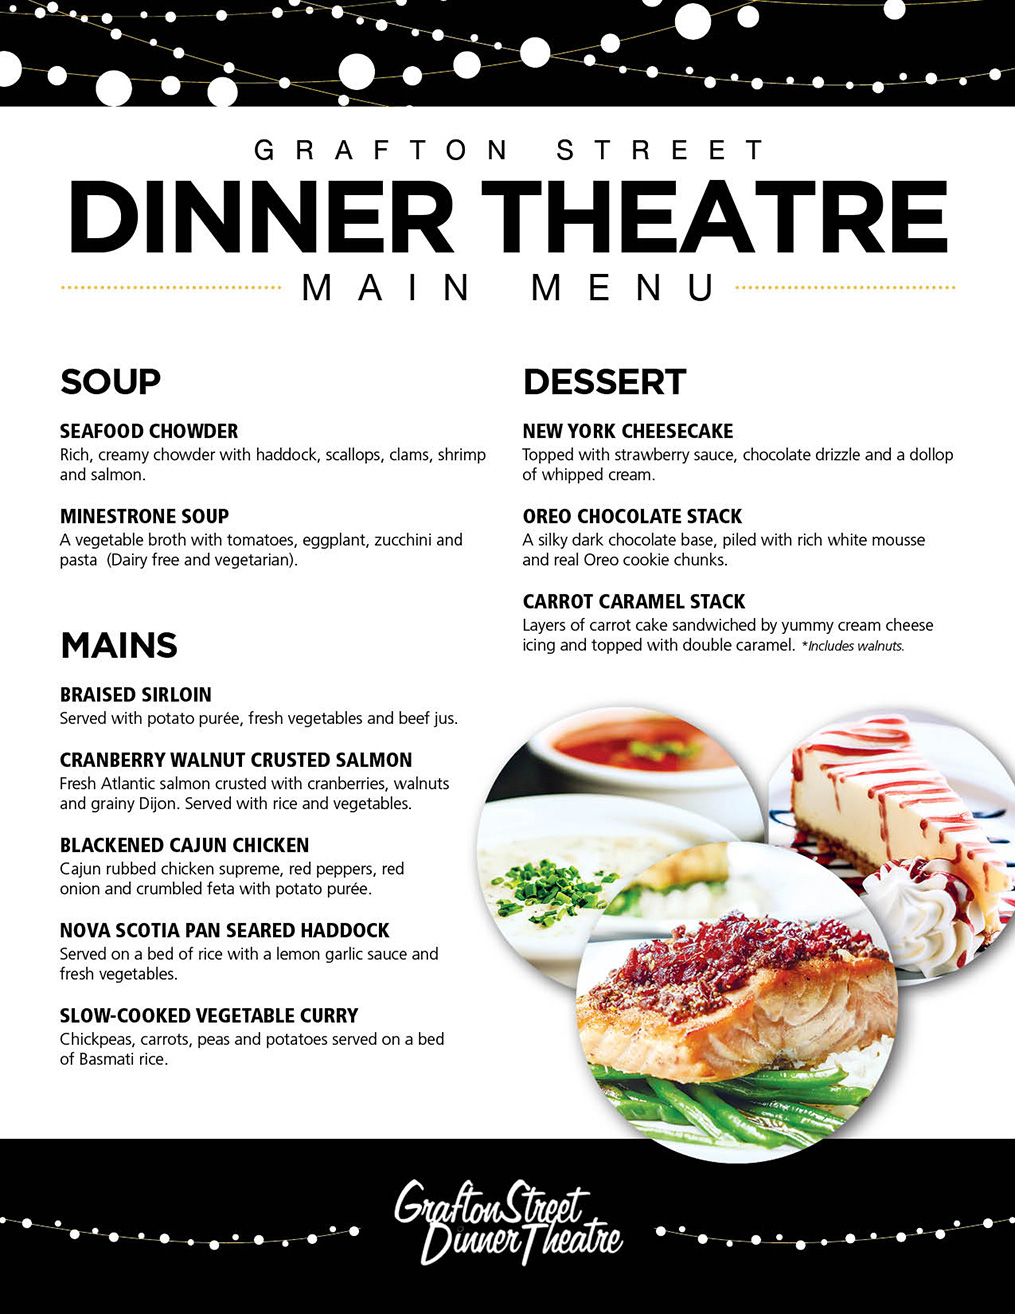 GRAFTON STREET
DINNER THEATRE
MAIN MENU
SOUP
SEAFOOD CHOWDER
Rich, creamy chowder with haddock, scallops, clams, shrimp
and salmon.
MINESTRONE SOUP
A vegetable broth with tomatoes, eggplant, zucchini and
pasta (Dairy free and vegetarian).
MAINS
BRAISED SIRLOIN
Served with potato purée, fresh vegetables and beef jus.
CRANBERRY WALNUT CRUSTED SALMON
Fresh Atlantic salmon crusted with cranberries, walnuts
and grainy Dijon. Served with rice and vegetables.
BLACKENED CAJUN CHICKEN
Cajun rubbed chicken supreme, red peppers, red
onion and crumbled feta with potato purée.
NOVA SCOTIA PAN SEARED HADDOCK
Served on a bed of rice with a lemon garlic sauce and
fresh vegetables.
SLOW-COOKED VEGETABLE CURRY
Chickpeas, carrots, peas and potatoes served on a bed
of Basmati rice.
DESSERT
NEW YORK CHEESECAKE
Topped with strawberry sauce, chocolate drizzle and a dollop
of whipped cream.
OREO CHOCOLATE STACK
A silky dark chocolate base, piled with rich white mousse
and real Oreo cookie chunks.
CARROT CARAMEL STACK
Layers of carrot cake sandwiched by yummy cream cheese
icing and topped with double caramel. *Includes walnuts.
Grafton Street
Dinner Theatre